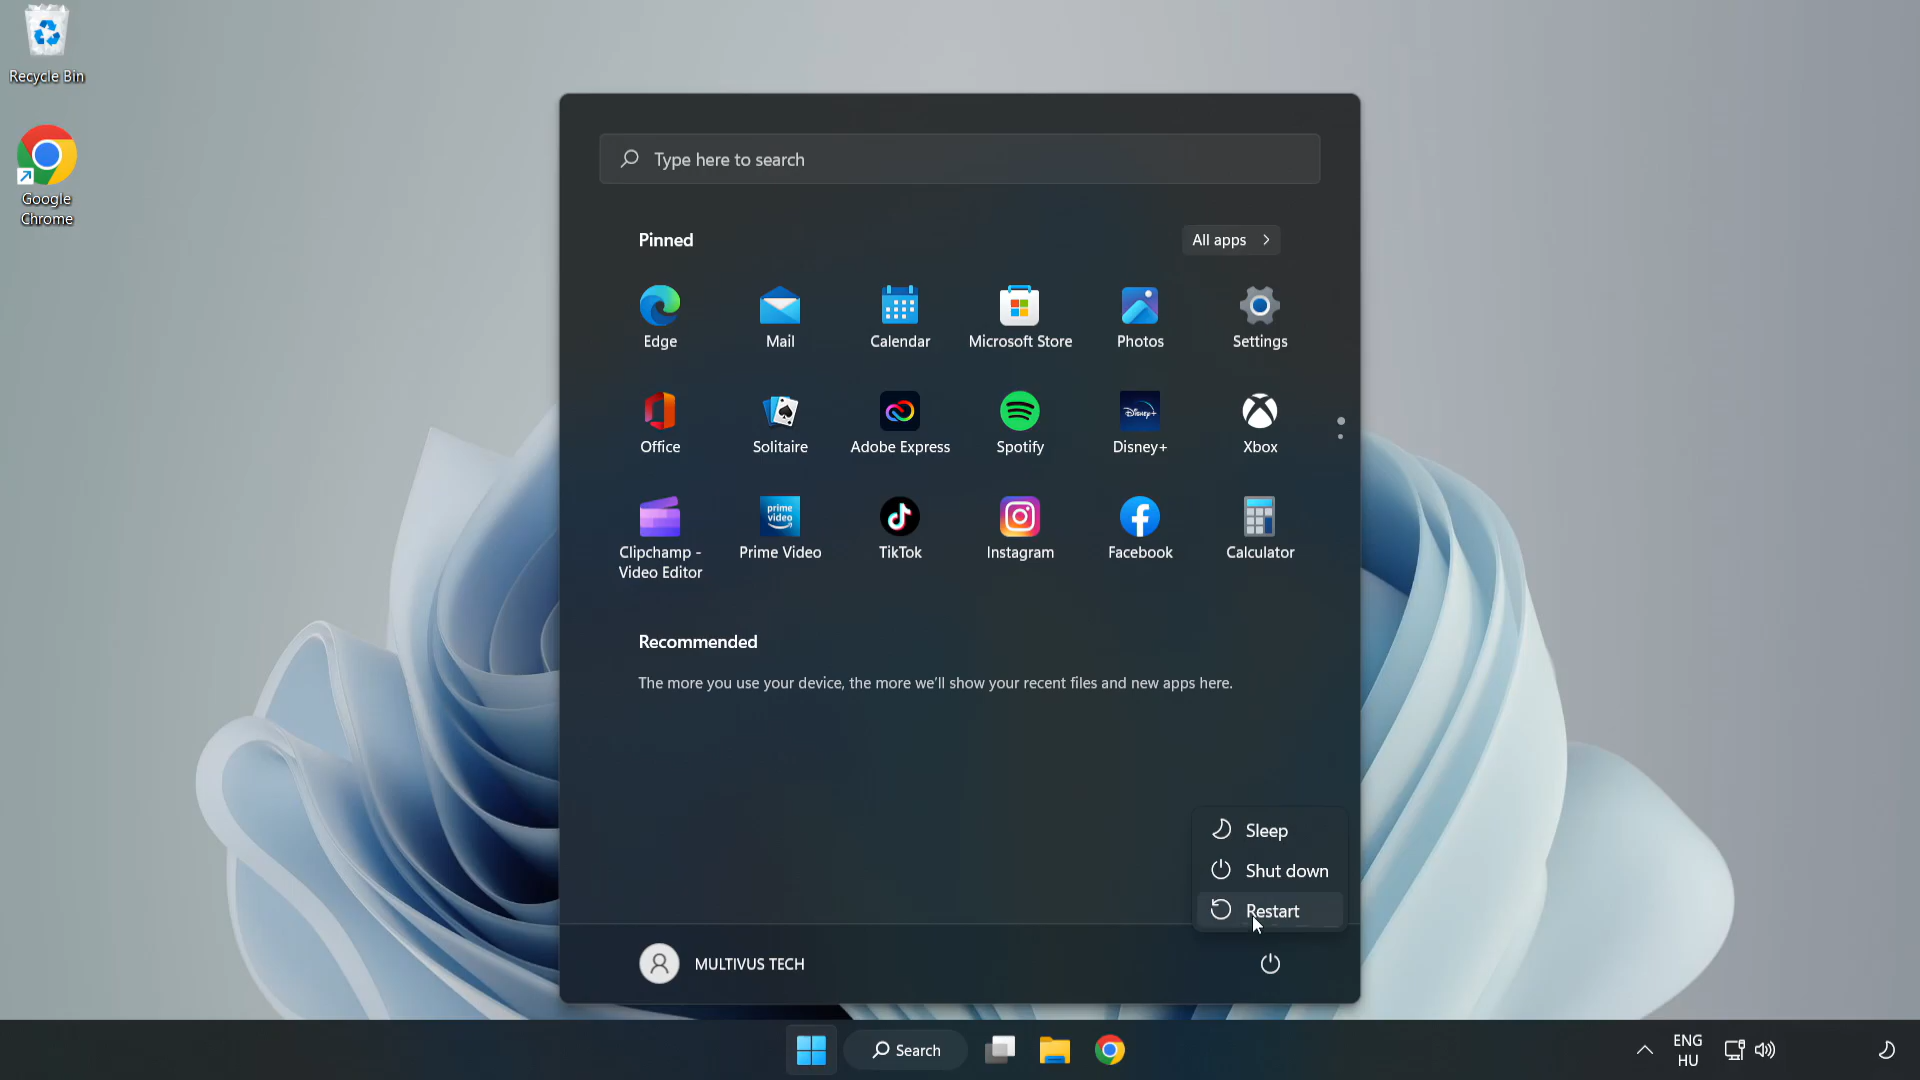 Recycle Bin
Google
Chrome
Type here to search
Pinned
All apps
Edge
Mail
Calendar
Microsoft Store
Photos
Settings
Disney+
Office
Solitaire
Adobe Express
Spotify
Disney+
Xbox
prime
video
Clipchamp -
Video Editor
Prime Video
TikTok
Instagram
Facebook
Calculator
Recommended
The more you use your device, the more we'll show your recent files and new apps here.
Sleep
Shut down
Restart
MULTIVUS TECH
Search
ENG
HU